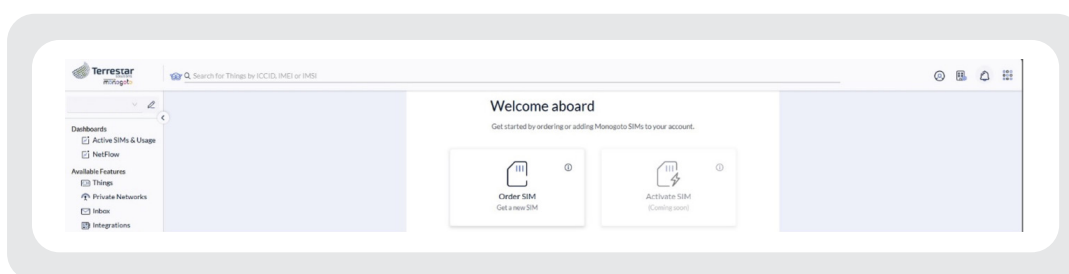 Terrestar
SOLUTIONS
monogoto
Search for Things by ICCID, IMEI or IMSI
Dashboards
Active SIMs & Usage
NetFlow
Available Features
Things
Private Networks
Inbox
Integrations
Welcome aboard
Get started by ordering or adding Monogoto SIMs to your account.
Order SIM
Get a new SIM
Activate SIM
(Coming soon)